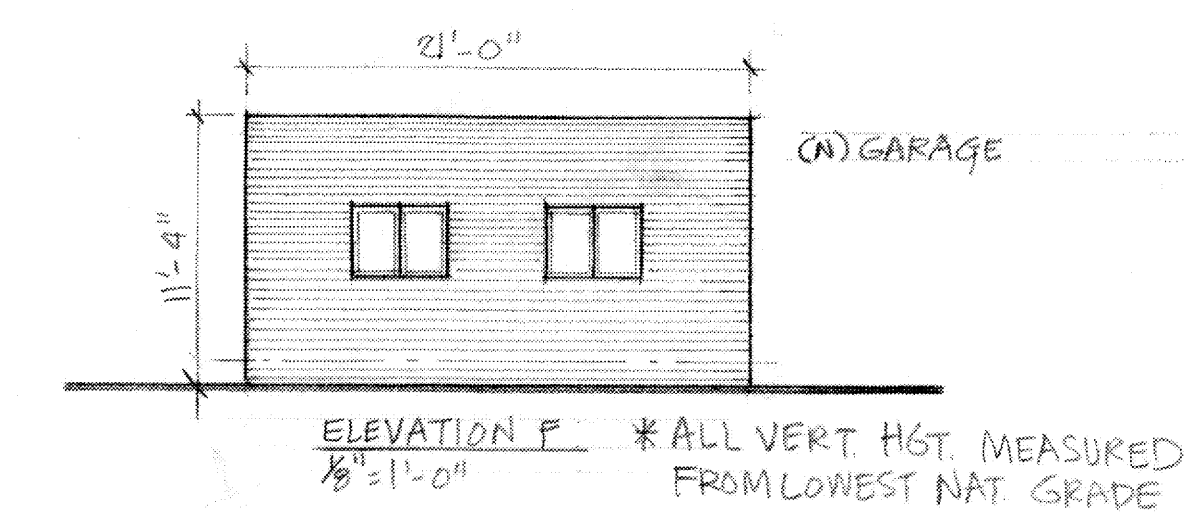 21'-0"
(N) GARAGE
11'-4"
ELEVATION F
1/8" = 1'-0"
* ALL VERT. HGT. MEASURED
FROM LOWEST NAT. GRADE